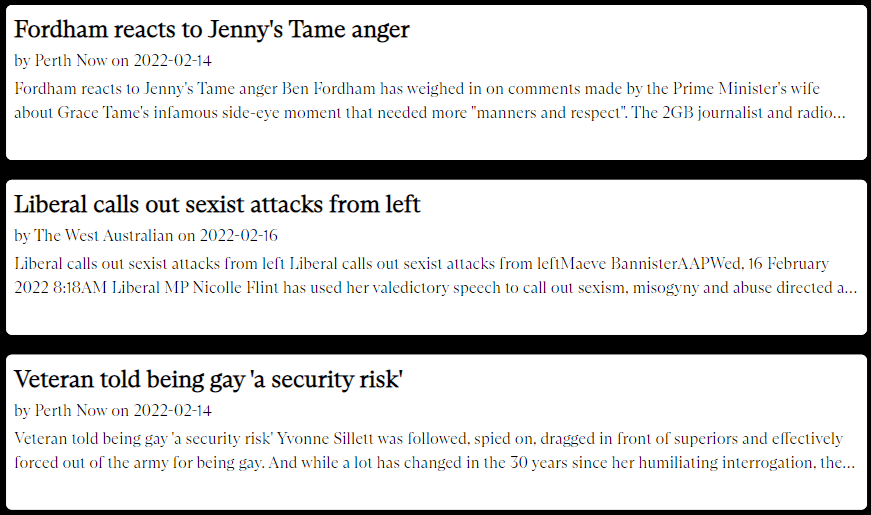 Fordham reacts to Jenny's Tame anger
by Perth Now on 2022-02-14
Fordham reacts to Jenny's Tame anger Ben Fordham has weighed in on comments made by the Prime Minister's wife
about Grace Tame's infamous side-eye moment that needed more "manners and respect". The 2GB journalist and radio...
Liberal calls out sexist attacks from left
by The West Australian on 2022-02-16
Liberal calls out sexist attacks from left Liberal calls out sexist attacks from leftMaeve BannisterAAPWed, 16 February
2022 8:18AM Liberal MP Nicolle Flint has used her valedictory speech to call out sexism, misogyny and abuse directed a...
Veteran told being gay 'a security risk'
by Perth Now on 2022-02-14
Veteran told being gay 'a security risk' Yvonne Sillett was followed, spied on, dragged in front of superiors and effectively
forced out of the army for being gay. And while a lot has changed in the 30 years since her humiliating interrogation, the...